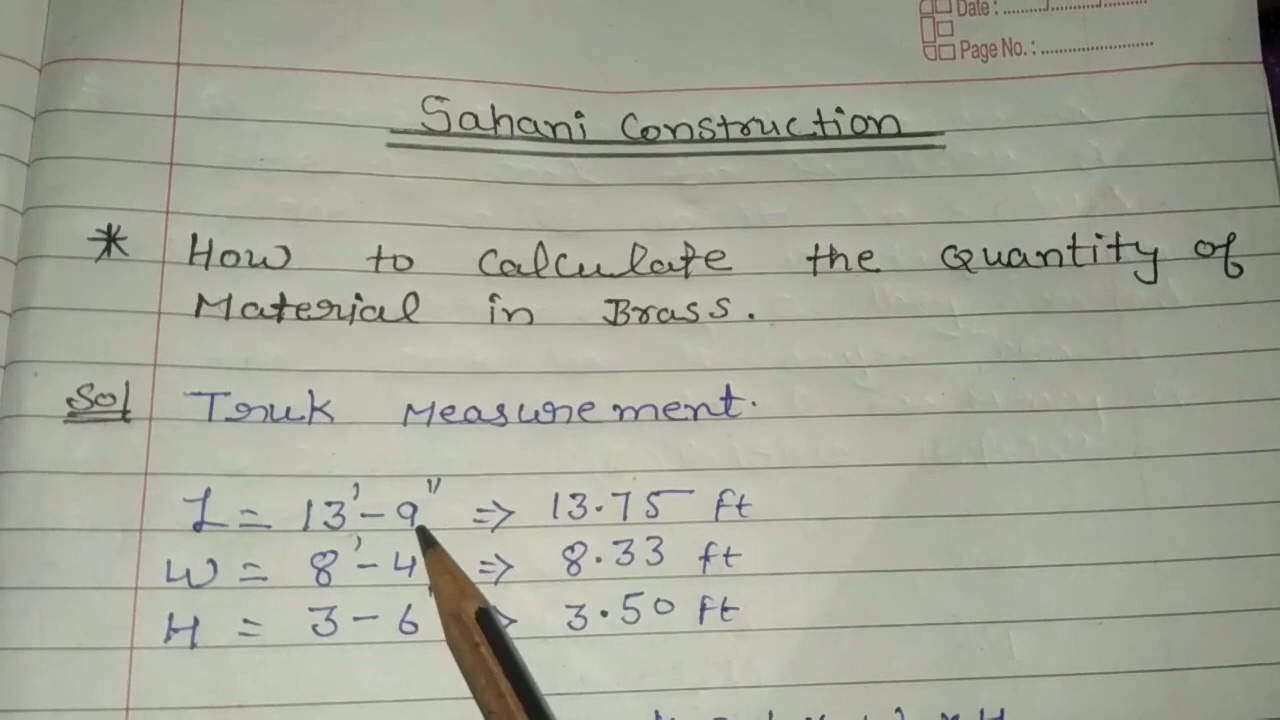 Date :
Page No. :
Sahani Construction
* How to Calculate the Quantity of
Material in Brass.
Sol Truk Measurement.
L = 13'-9" => 13.75 ft
W = 8'-4 => 8.33 ft
H = 3-6 > 3.50 ft